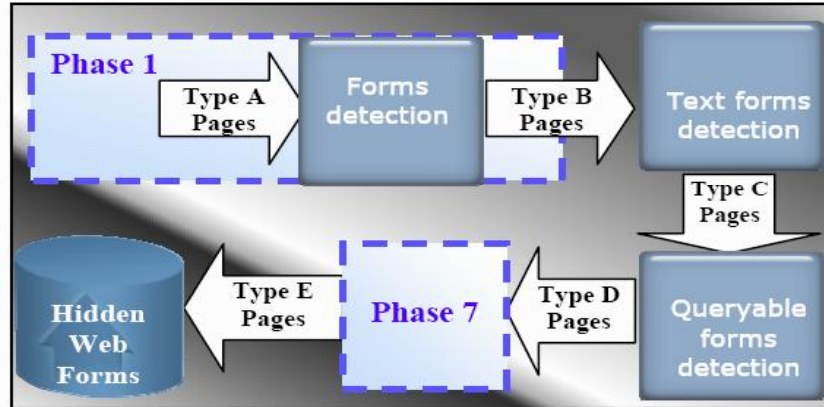 Phase 1
Type A
Pages
Forms
detection
Type B
Pages
Text forms
detection
Type C
Pages
Queryable
forms
detection
Type D
Pages
Phase 7
Type E
Pages
Hidden
Web
Forms